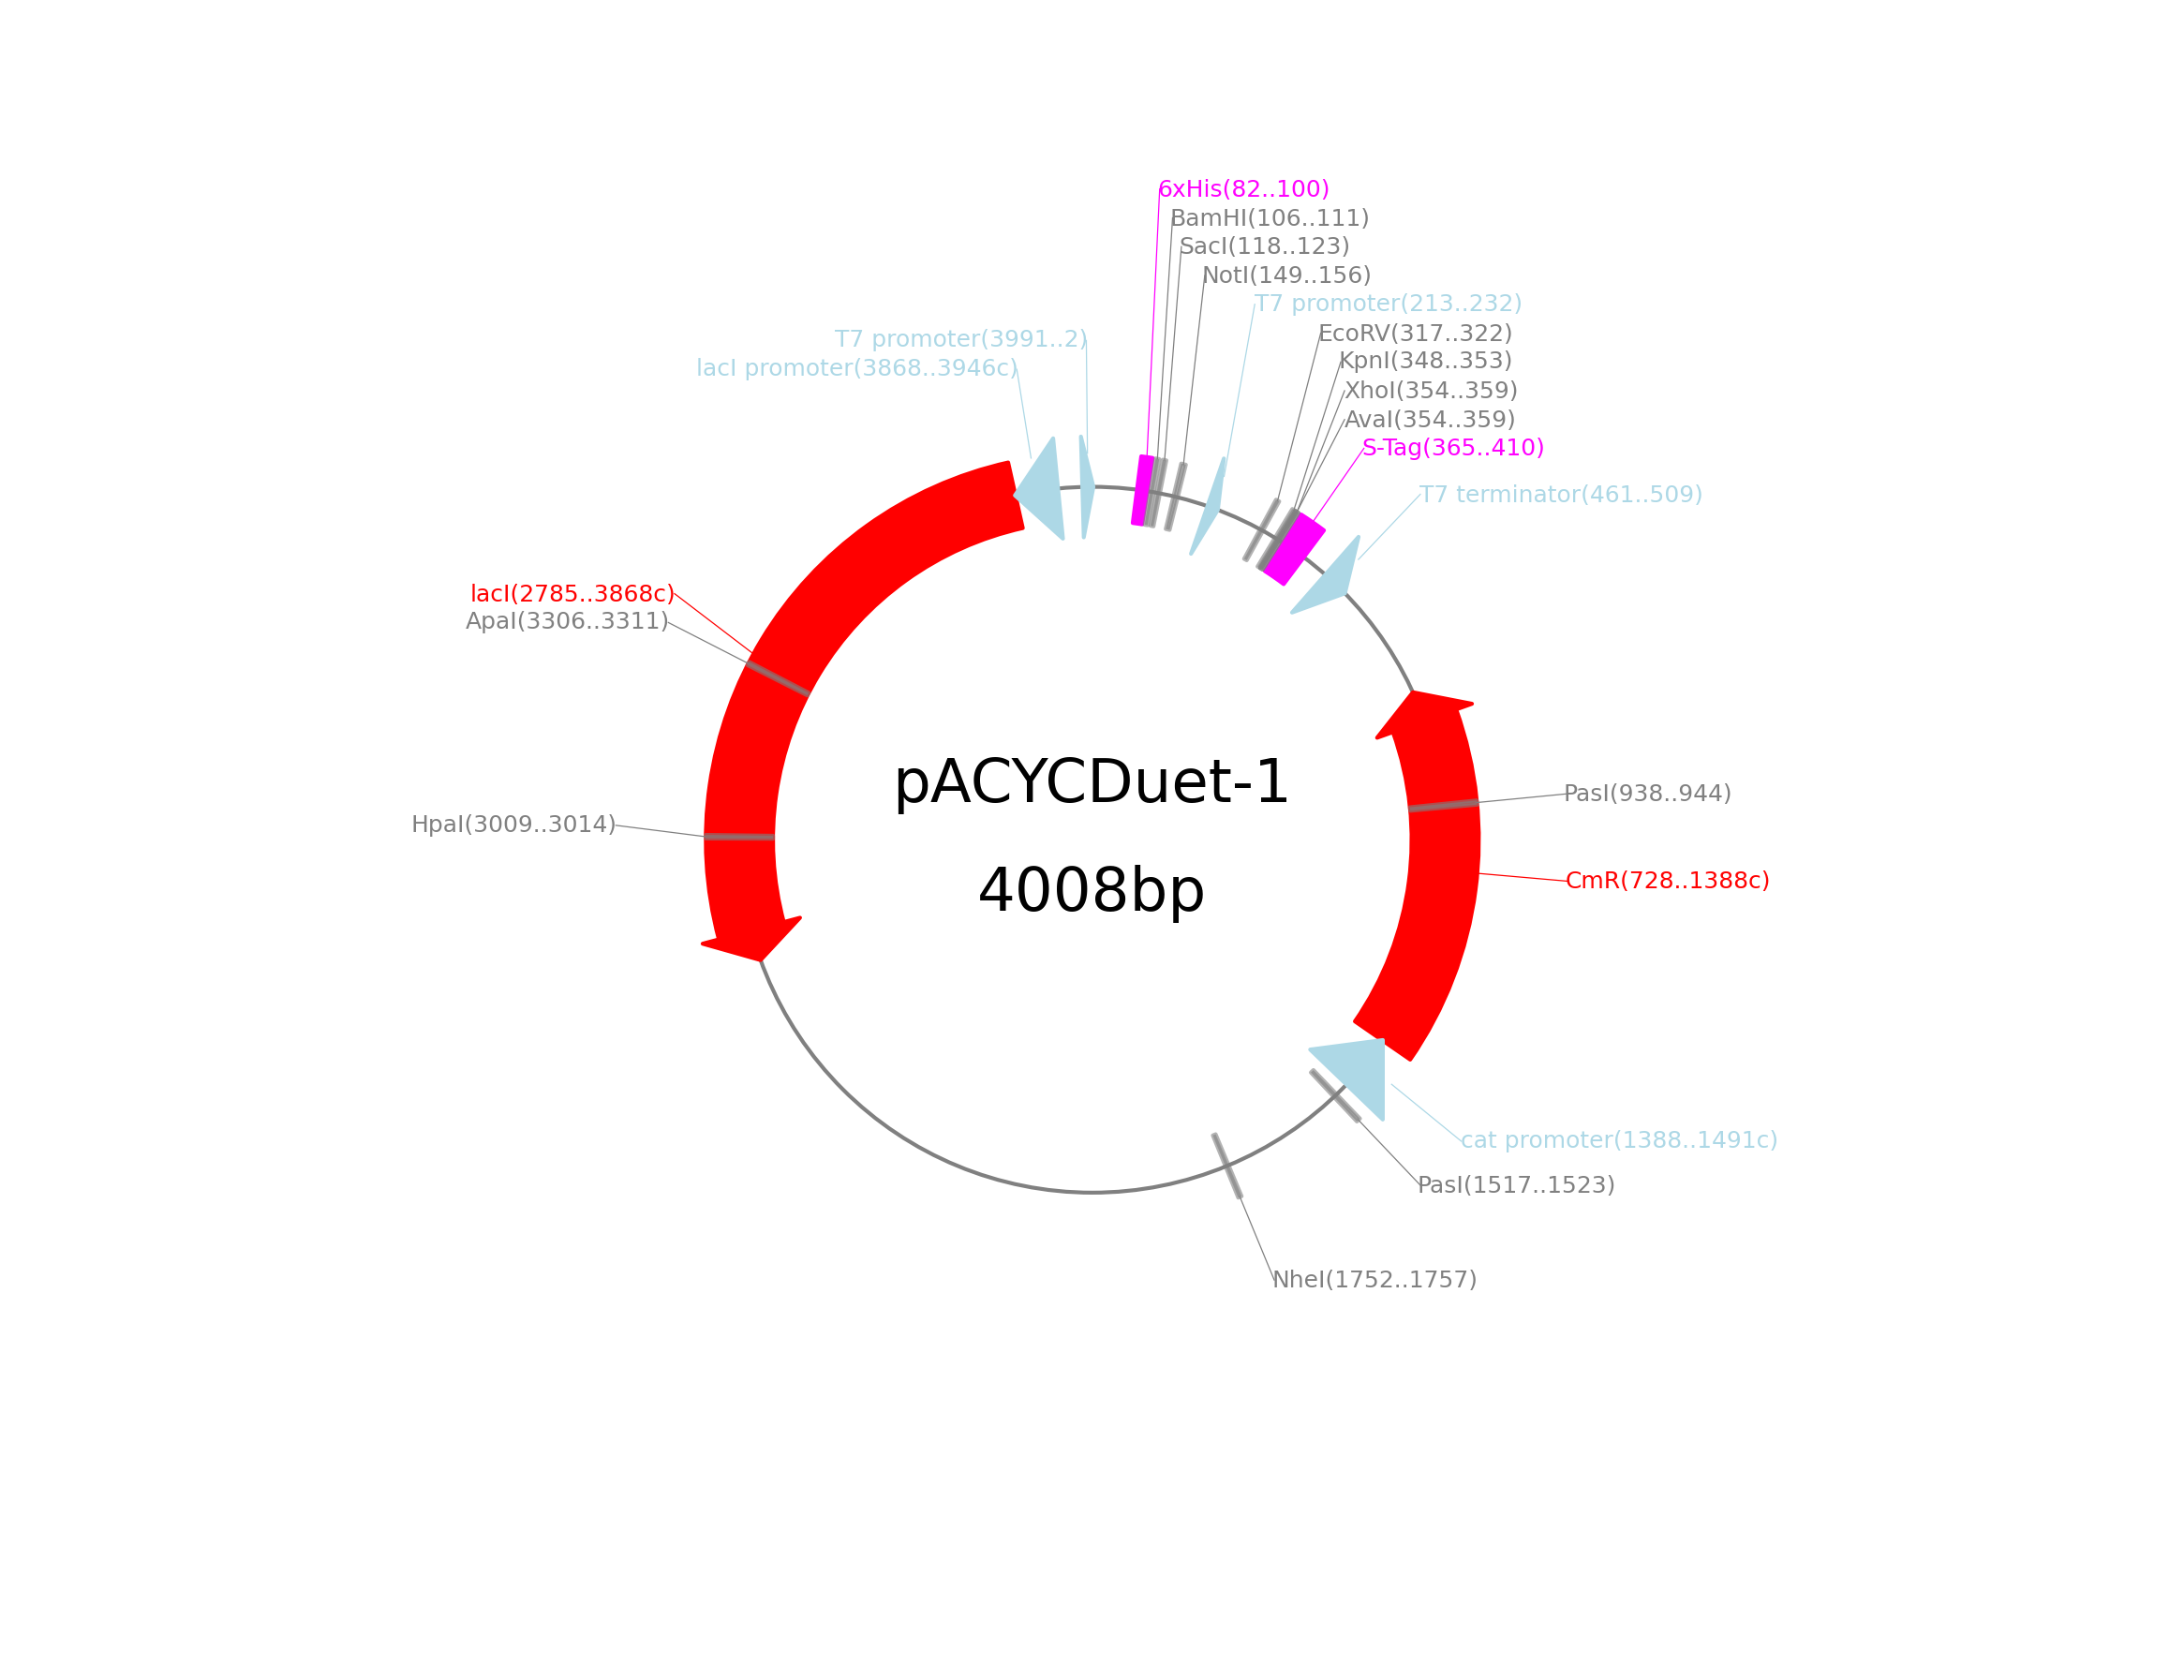 6xHis(82..100)
BamHI(106..111)
SacI(118..123)
NotI(149..156)
T7 promoter(213..232)
EcoRV(317..322)
T7 promoter(3991..2)
KpnI(348..353)
lacI promoter(3868..3946c)
XhoI(354..359)
AvaI(354..359)
S-Tag(365..410)
T7 terminator(461..509)
lacI(2785..3868c)
ApaI(3306..3311)
pACYCDuet-1
PasI(938..944)
HpaI(3009..3014)
CmR(728..1388c)
4008bp
cat promoter(1388..1491c)
PasI(1517..1523)
NheI(1752..1757)